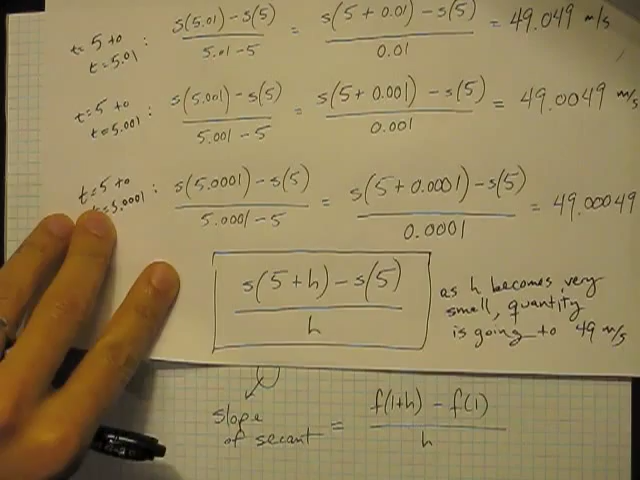 t=5 to t=5.01 : s(5.01) − s(5) / 5.01 − 5 = s(5 + 0.01) − s(5) / 0.01 = 49.049 m/s
t=5 to t=5.001 : s(5.001) − s(5) / 5.001 − 5 = s(5 + 0.001) − s(5) / 0.001 = 49.0049 m/s
t=5 to t=5.0001 : s(5.0001) − s(5) / 5.0001 − 5 = s(5 + 0.0001) − s(5) / 0.0001 = 49.00049
s(5 + h) − s(5) / h
as h becomes very
small, quantity
is going to 49 m/s
slope
of secant = f(1+h) − f(1) / h